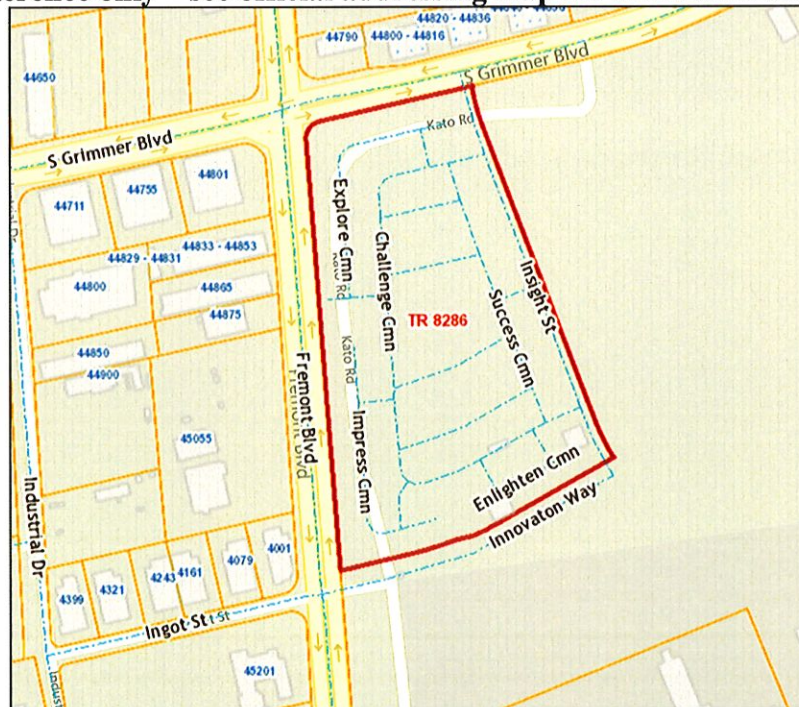 44820 - 44836
44790
44800 - 44816
44650
S Grimmer Blvd
Kato Rd
S Grimmer Blvd
44801
44755
44711
Explore Cmn
Challenge Cmn
44833 - 44853
44829 - 44831
44800
44865
Kato Rd
Insight St
Success Cmn
44875
TR 8286
Kato Rd
44850
44900
Fremont Blvd
Fremont Blvd
Impress Cmn
45055
Enlighten Cmn
Innovaton Way
Industrial Dr
4001
4079
4161
4243
4321
4399
Ingot St
t St
45201
Indust